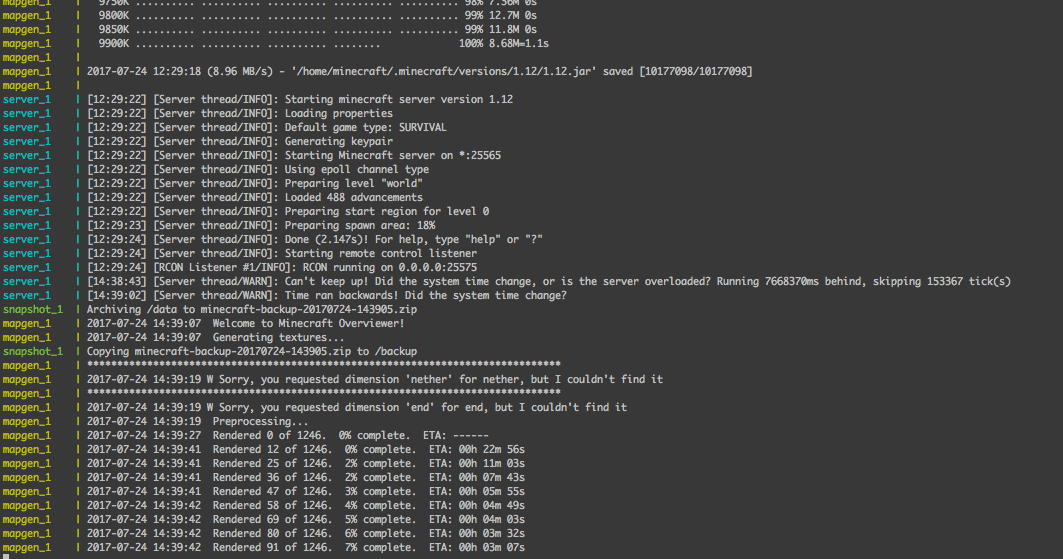 mapgen_1 | 9750K .......... .......... .......... .......... .......... 98% 7.36M 0s
mapgen_1 | 9800K .......... .......... .......... .......... .......... 99% 12.7M 0s
mapgen_1 | 9850K .......... .......... .......... .......... .......... 99% 11.8M 0s
mapgen_1 | 9900K .......... .......... .......... ........ 100% 8.68M=1.1s
mapgen_1 |
mapgen_1 | 2017-07-24 12:29:18 (8.96 MB/s) - '/home/minecraft/.minecraft/versions/1.12/1.12.jar' saved [10177098/10177098]
mapgen_1 |
server_1 | [12:29:22] [Server thread/INFO]: Starting minecraft server version 1.12
server_1 | [12:29:22] [Server thread/INFO]: Loading properties
server_1 | [12:29:22] [Server thread/INFO]: Default game type: SURVIVAL
server_1 | [12:29:22] [Server thread/INFO]: Generating keypair
server_1 | [12:29:22] [Server thread/INFO]: Starting Minecraft server on *:25565
server_1 | [12:29:22] [Server thread/INFO]: Using epoll channel type
server_1 | [12:29:22] [Server thread/INFO]: Preparing level "world"
server_1 | [12:29:22] [Server thread/INFO]: Loaded 488 advancements
server_1 | [12:29:22] [Server thread/INFO]: Preparing start region for level 0
server_1 | [12:29:23] [Server thread/INFO]: Preparing spawn area: 18%
server_1 | [12:29:24] [Server thread/INFO]: Done (2.147s)! For help, type "help" or "?"
server_1 | [12:29:24] [Server thread/INFO]: Starting remote control listener
server_1 | [12:29:24] [RCON Listener #1/INFO]: RCON running on 0.0.0.0:25575
server_1 | [14:38:43] [Server thread/WARN]: Can't keep up! Did the system time change, or is the server overloaded? Running 7668370ms behind, skipping 153367 tick(s)
server_1 | [14:39:02] [Server thread/WARN]: Time ran backwards! Did the system time change?
snapshot_1 | Archiving /data to minecraft-backup-20170724-143905.zip
mapgen_1 | 2017-07-24 14:39:07 Welcome to Minecraft Overviewer!
mapgen_1 | 2017-07-24 14:39:07 Generating textures...
snapshot_1 | Copying minecraft-backup-20170724-143905.zip to /backup
mapgen_1 | *******************************************************************************
mapgen_1 | 2017-07-24 14:39:19 W Sorry, you requested dimension 'nether' for nether, but I couldn't find it
mapgen_1 | *******************************************************************************
mapgen_1 | 2017-07-24 14:39:19 W Sorry, you requested dimension 'end' for end, but I couldn't find it
mapgen_1 | 2017-07-24 14:39:19 Preprocessing...
mapgen_1 | 2017-07-24 14:39:27 Rendered 0 of 1246. 0% complete. ETA: ------
mapgen_1 | 2017-07-24 14:39:41 Rendered 12 of 1246. 0% complete. ETA: 00h 22m 56s
mapgen_1 | 2017-07-24 14:39:41 Rendered 25 of 1246. 2% complete. ETA: 00h 11m 03s
mapgen_1 | 2017-07-24 14:39:41 Rendered 36 of 1246. 2% complete. ETA: 00h 07m 43s
mapgen_1 | 2017-07-24 14:39:41 Rendered 47 of 1246. 3% complete. ETA: 00h 05m 55s
mapgen_1 | 2017-07-24 14:39:42 Rendered 58 of 1246. 4% complete. ETA: 00h 04m 49s
mapgen_1 | 2017-07-24 14:39:42 Rendered 69 of 1246. 5% complete. ETA: 00h 04m 03s
mapgen_1 | 2017-07-24 14:39:42 Rendered 80 of 1246. 6% complete. ETA: 00h 03m 32s
mapgen_1 | 2017-07-24 14:39:42 Rendered 91 of 1246. 7% complete. ETA: 00h 03m 07s